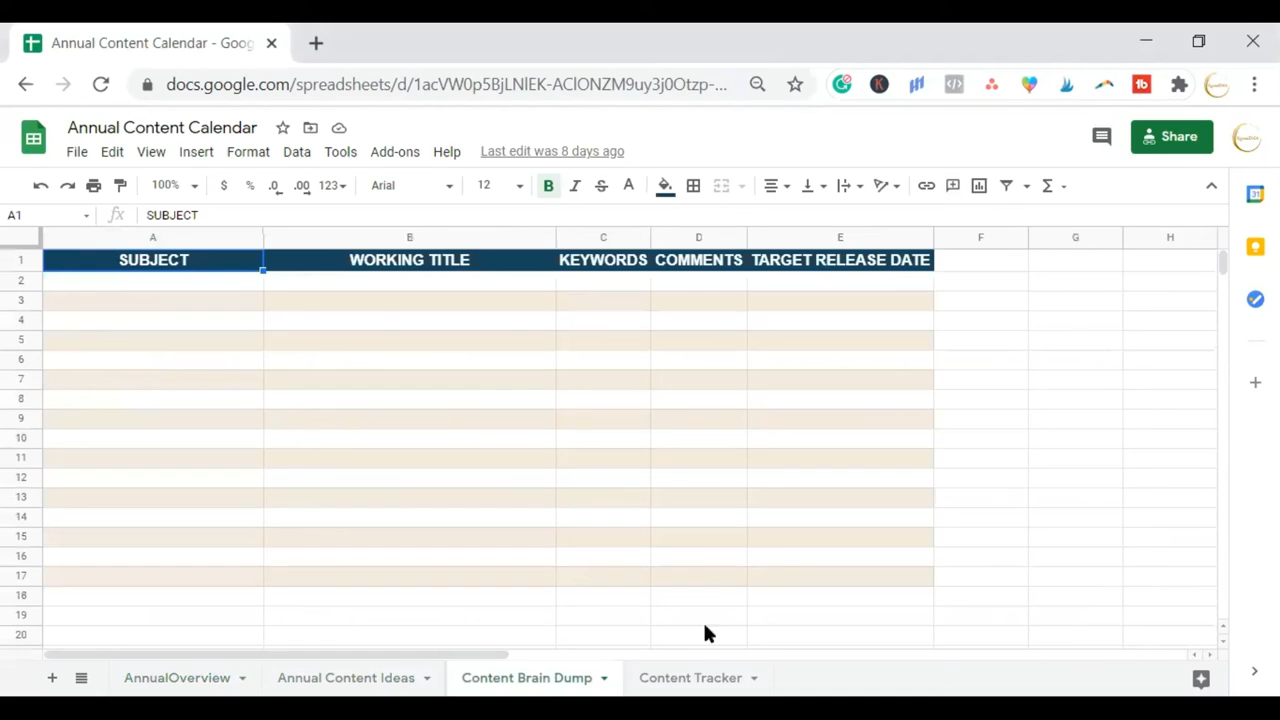 Annual Content Calendar - Goog
docs.google.com/spreadsheets/d/1acVW0p5BjLNlEK-AClONZM9uy3j0Otzp-...
Annual Content Calendar
Share
File Edit View Insert Format Data Tools Add-ons Help Last edit was 8 days ago
100% $ % .0 .00 123 Arial 12 B I S A
A1 fx SUBJECT
A B C D E F G H
1 SUBJECT WORKING TITLE KEYWORDS COMMENTS TARGET RELEASE DATE
2
3
4
5
6
7
8
9
10
11
12
13
14
15
16
17
18
19
20
AnnualOverview Annual Content Ideas Content Brain Dump Content Tracker